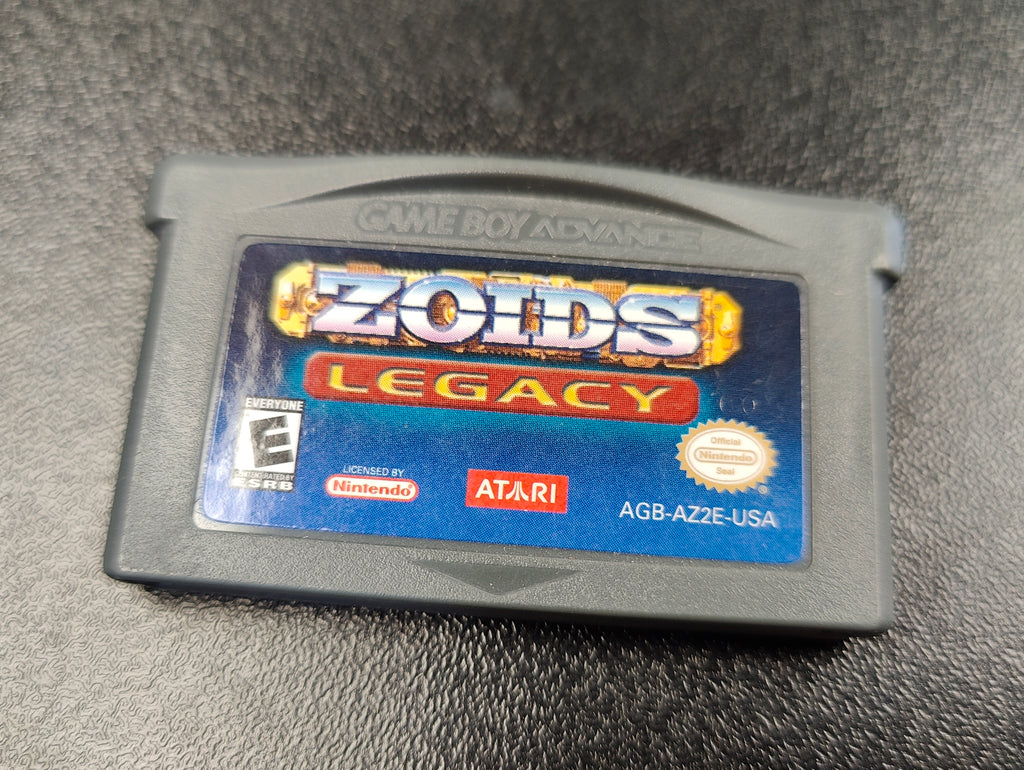 GAME BOY ADVANCE
ZOIDS
LEGACY
EVERYONE
E
CONTENT RATED BY
ESRB
LICENSED BY
Nintendo
ATARI
Official
Nintendo
Seal
AGB-AZ2E-USA